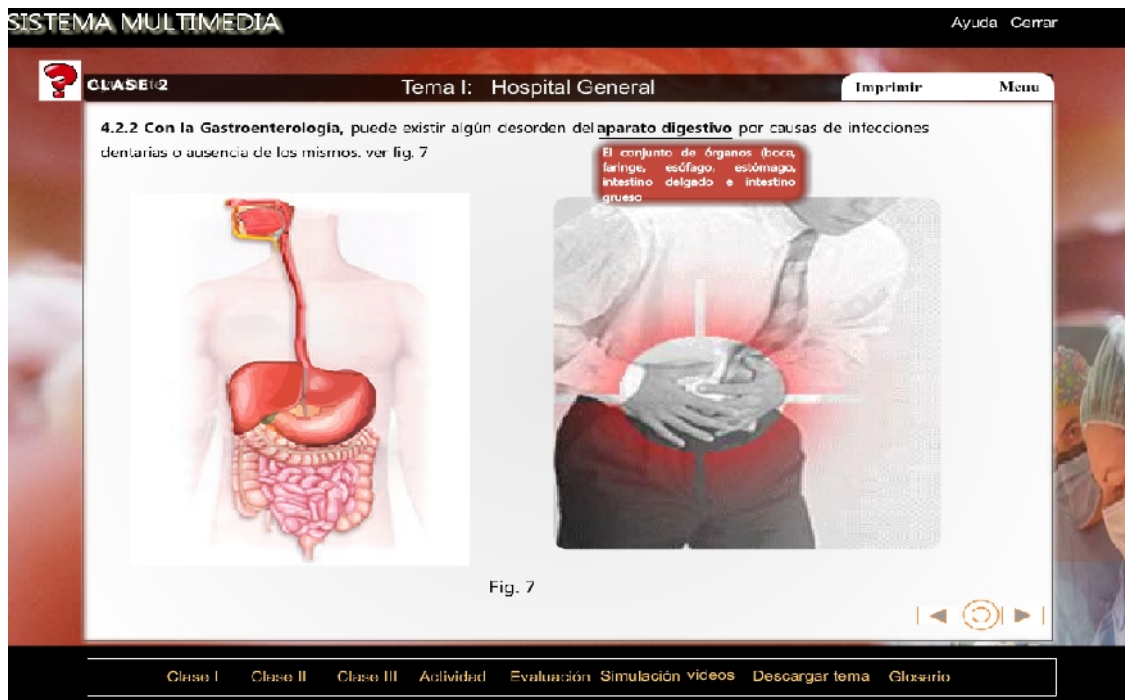 SISTEMA MULTIMEDIA
Ayuda Cerrar
CLASE 2
Tema I: Hospital General
Imprimir Menu
4.2.2 Con la Gastroenterología, puede existir algún desorden del aparato digestivo por causas de infecciones
dentarias o ausencia de los mismos. ver fig. 7
El conjunto de órganos (boca,
faringe, esófago, estómago,
intestino delgado e intestino
grueso
Fig. 7
Clase I Clase II Clase III Actividad Evaluación Simulación videos Descargar tema Glosario